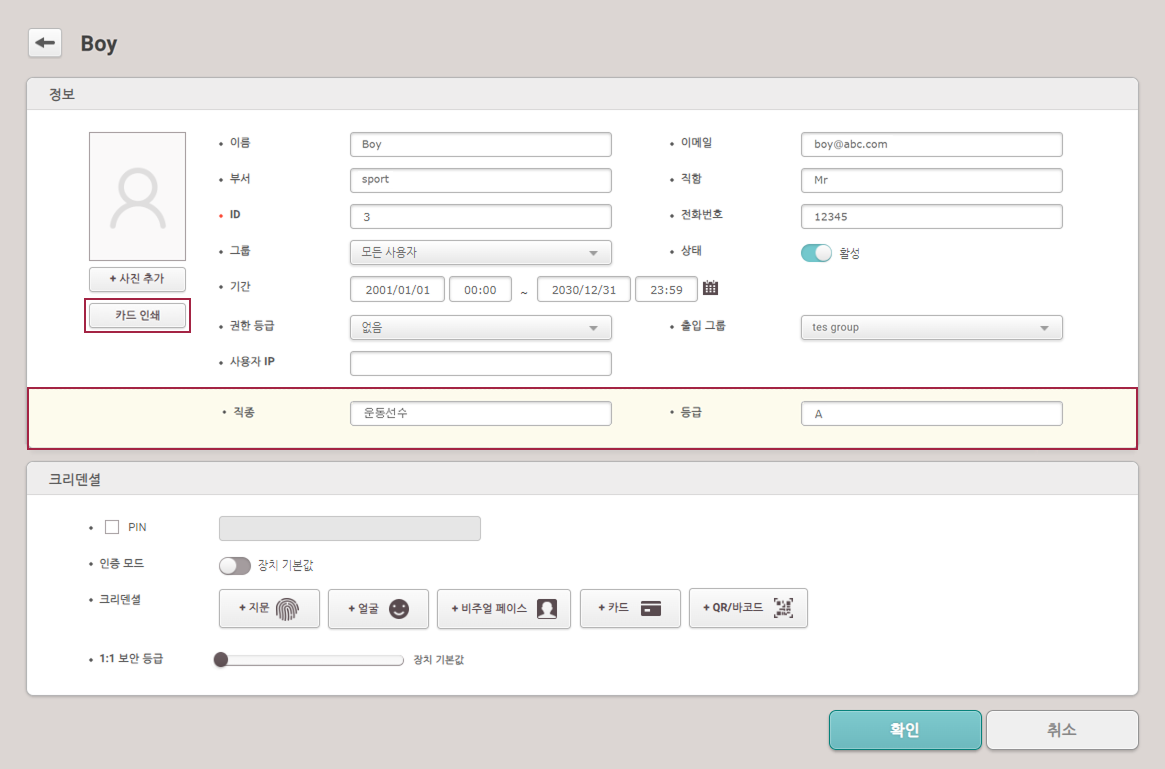 Boy
정보
이름 Boy 이메일 boy@abc.com
부서 sport 직함 Mr
ID 3 전화번호 12345
그룹 모든 사용자 상태 활성
+ 사진 추가
기간 2001/01/01 00:00 ~ 2030/12/31 23:59
카드 인쇄
권한 등급 없음 출입 그룹 tes group
사용자 IP
직종 운동선수 등급 A
크리덴셜
PIN
인증 모드 장치 기본값
크리덴셜 + 지문 + 얼굴 + 비주얼 페이스 + 카드 + QR/바코드
1:1 보안 등급 장치 기본값
확인 취소